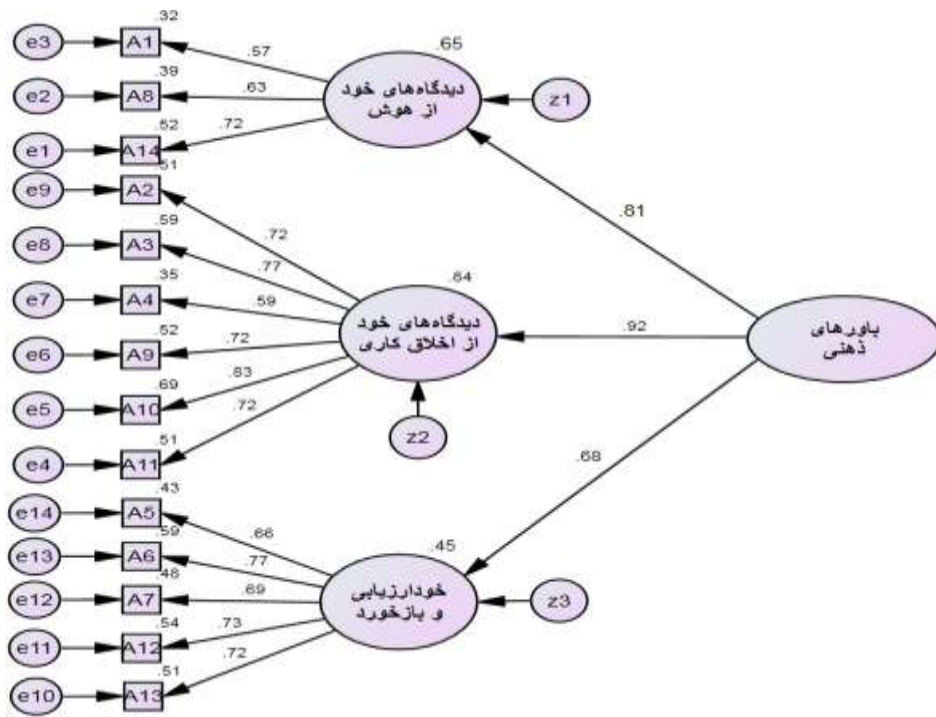 .32
e3 A1
.57
.39
e2 A8
.63
.52
e1 A14
.72
.65
دیدگاه‌های خود
از هوش
z1
.81
.51
e9 A2
.72
.59
e8 A3
.77
.35
e7 A4
.59
.52
e6 A9
.72
.69
e5 A10
.83
.51
e4 A11
.72
.84
دیدگاه‌های خود
از اخلاق کاری
z2
.92
باورهای
ذهنی
.68
.43
e14 A5
.66
.59
e13 A6
.77
.48
e12 A7
.69
.54
e11 A12
.73
.51
e10 A13
.72
.45
خودارزیابی
و بازخورد
z3